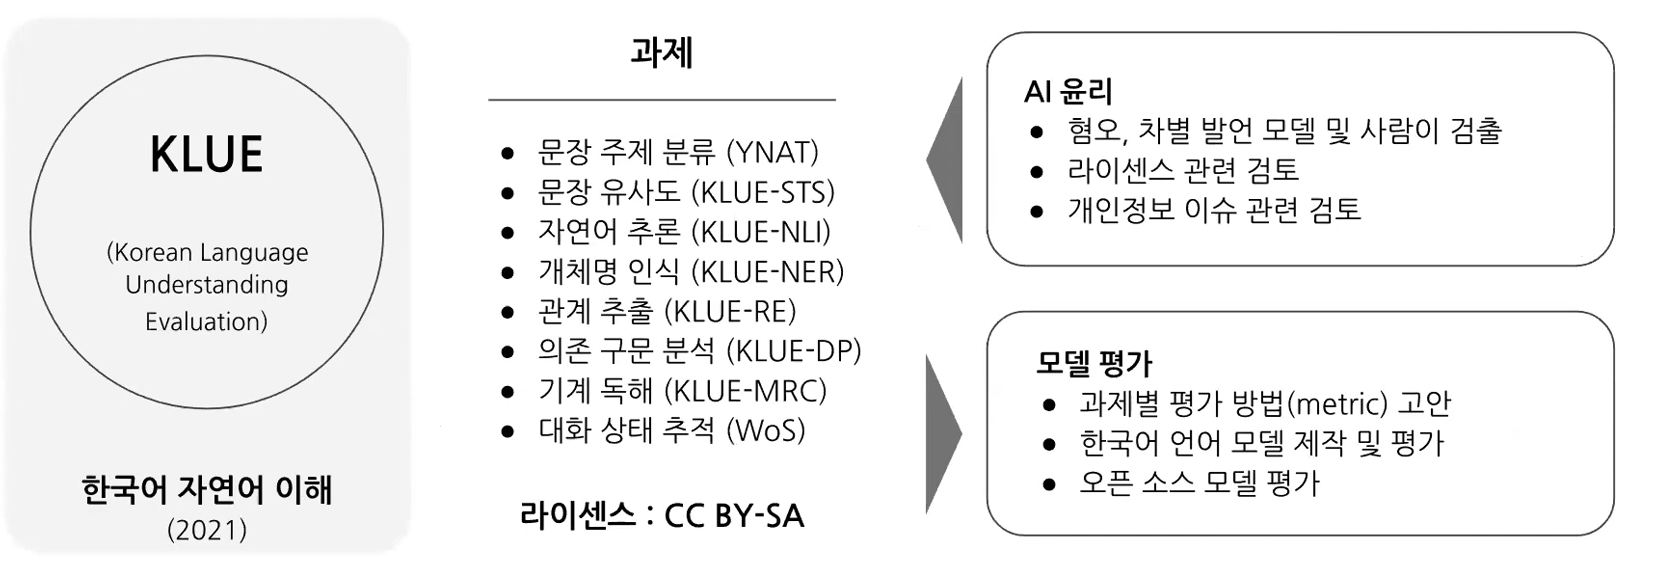 KLUE
(Korean Language
Understanding
Evaluation)
한국어 자연어 이해
(2021)
과제
● 문장 주제 분류 (YNAT)
● 문장 유사도 (KLUE-STS)
● 자연어 추론 (KLUE-NLI)
● 개체명 인식 (KLUE-NER)
● 관계 추출 (KLUE-RE)
● 의존 구문 분석 (KLUE-DP)
● 기계 독해 (KLUE-MRC)
● 대화 상태 추적 (WoS)
라이센스 : CC BY-SA
AI 윤리
● 혐오, 차별 발언 모델 및 사람이 검출
● 라이센스 관련 검토
● 개인정보 이슈 관련 검토
모델 평가
● 과제별 평가 방법(metric) 고안
● 한국어 언어 모델 제작 및 평가
● 오픈 소스 모델 평가